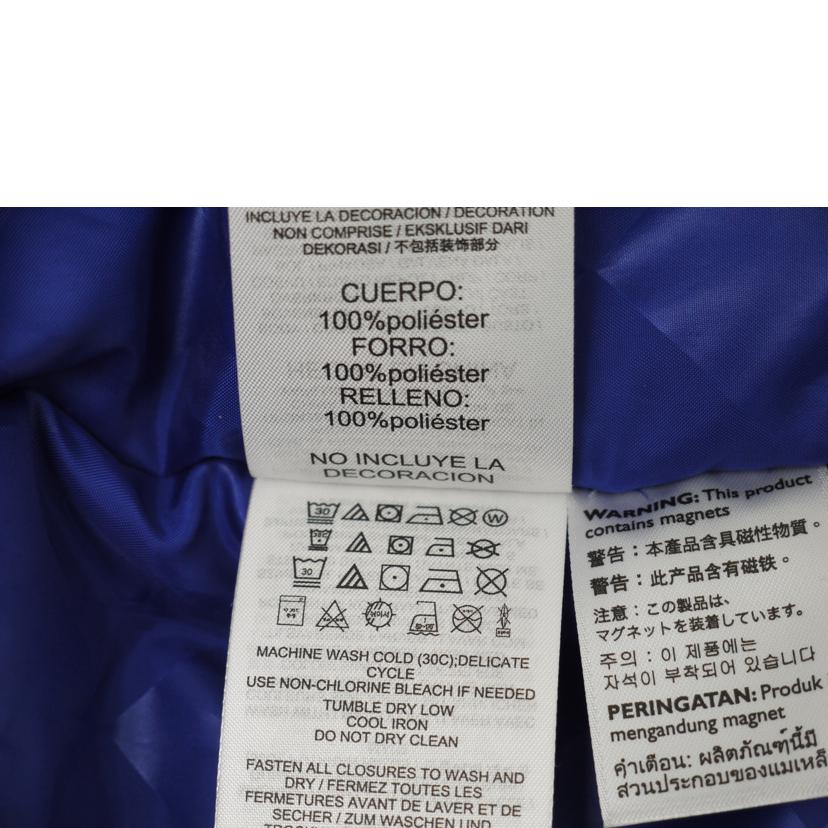 INCLUYE LA DECORACION / DECORATION
NON COMPRISE / EKSKLUSIF DARI
DEKORASI / 不包括装饰部分
CUERPO:
100%poliéster
FORRO:
100%poliéster
RELLENO:
100%poliéster
NO INCLUYE LA
DECORACION
30
W
30
MACHINE WASH COLD (30C);DELICATE
CYCLE
USE NON-CHLORINE BLEACH IF NEEDED
TUMBLE DRY LOW
COOL IRON
DO NOT DRY CLEAN
FASTEN ALL CLOSURES TO WASH AND
DRY / FERMEZ TOUTES LES
FERMETURES AVANT DE LAVER ET DE
SECHER / ZUM WASCHEN UND
WARNING: This product
contains magnets
警告：本產品含具磁性物質。
警告：此产品含有磁铁。
注意：この製品は、
マグネットを装着しています。
주의 : 이 제품에는
자석이 부착되어 있습니다
PERINGATAN: Produk
mengandung magnet
คำเตือน: ผลิตภัณฑ์นี้มี
ส่วนประกอบของแม่เหล็